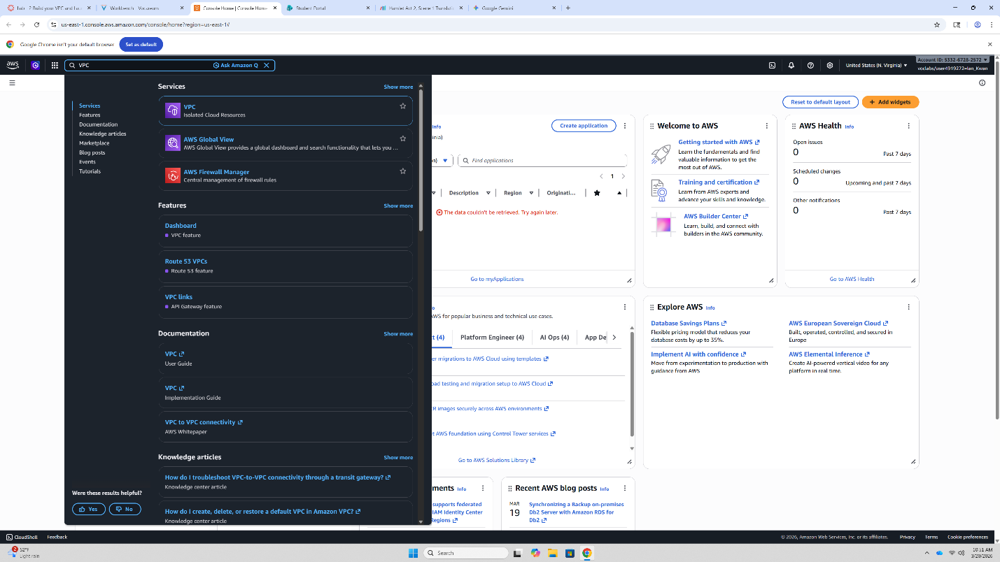 Lab - 2 Build your VPC and Lau
Workbench - Vocareum
Console Home | Console Home
Student Portal
Hamlet Act 2, Scene 1 Translatio
Google Gemini
us-east-1.console.aws.amazon.com/console/home?region=us-east-1#
Google Chrome isn't your default browser
Set as default
aws
VPC
Ask Amazon Q
United States (N. Virginia)
Account ID: 5332-6728-2572
voclabs/user4919272=Ian_Kwan
Services
Features
Documentation
Knowledge articles
Marketplace
Blog posts
Events
Tutorials
Were these results helpful?
Yes
No
Services
Show more
VPC
Isolated Cloud Resources
AWS Global View
AWS Global View provides a global dashboard and search functionality that lets you …
AWS Firewall Manager
Central management of firewall rules
Features
Show more
Dashboard
VPC feature
Route 53 VPCs
Route 53 feature
VPC links
API Gateway feature
Documentation
Show more
VPC
User Guide
VPC
Implementation Guide
VPC to VPC connectivity
AWS Whitepaper
Knowledge articles
Show more
How do I troubleshoot VPC-to-VPC connectivity through a transit gateway?
Knowledge center article
How do I create, delete, or restore a default VPC in Amazon VPC?
Knowledge center article
Reset to default layout
Add widgets
Info
Create application
inia)
on)
Find applications
1
Description
Region
Originati...
The data couldn't be retrieved. Try again later.
Go to myApplications
Welcome to AWS
Getting started with AWS
Learn the fundamentals and find
valuable information to get the
most out of AWS.
Training and certification
Learn from AWS experts and
advance your skills and knowledge.
AWS Builder Center
Learn, build, and connect with
builders in the AWS community.
AWS Health Info
Open issues
0
Past 7 days
Scheduled changes
0
Upcoming and past 7 days
Other notifications
0
Past 7 days
Go to AWS Health
fo
AWS for popular business and technical use cases.
ct (4)
Platform Engineer (4)
AI Ops (4)
App De
er migrations to AWS Cloud using templates
oad testing and migration setup to AWS Cloud
CR images securely across AWS environments
t AWS foundation using Control Tower services
Go to AWS Solutions Library
Explore AWS Info
Database Savings Plans
Flexible pricing model that reduces your
database costs by up to 35%.
AWS European Sovereign Cloud
Built, operated, controlled, and secured in
Europe
Implement AI with confidence
Move from experimentation to production with
guidance from AWS
AWS Elemental Inference
Create AI-powered vertical video for any
platform in real time.
ments Info
supports federated
IAM Identity Center
Regions
Recent AWS blog posts Info
MAR
19
Synchronizing a Backup on-premises
Db2 Server with Amazon RDS for
Db2
CloudShell
Feedback
© 2026, Amazon Web Services, Inc. or its affiliates.
Privacy
Terms
Cookie preferences
2
52°F
Light rain
Search
10:51 AM
3/20/2026